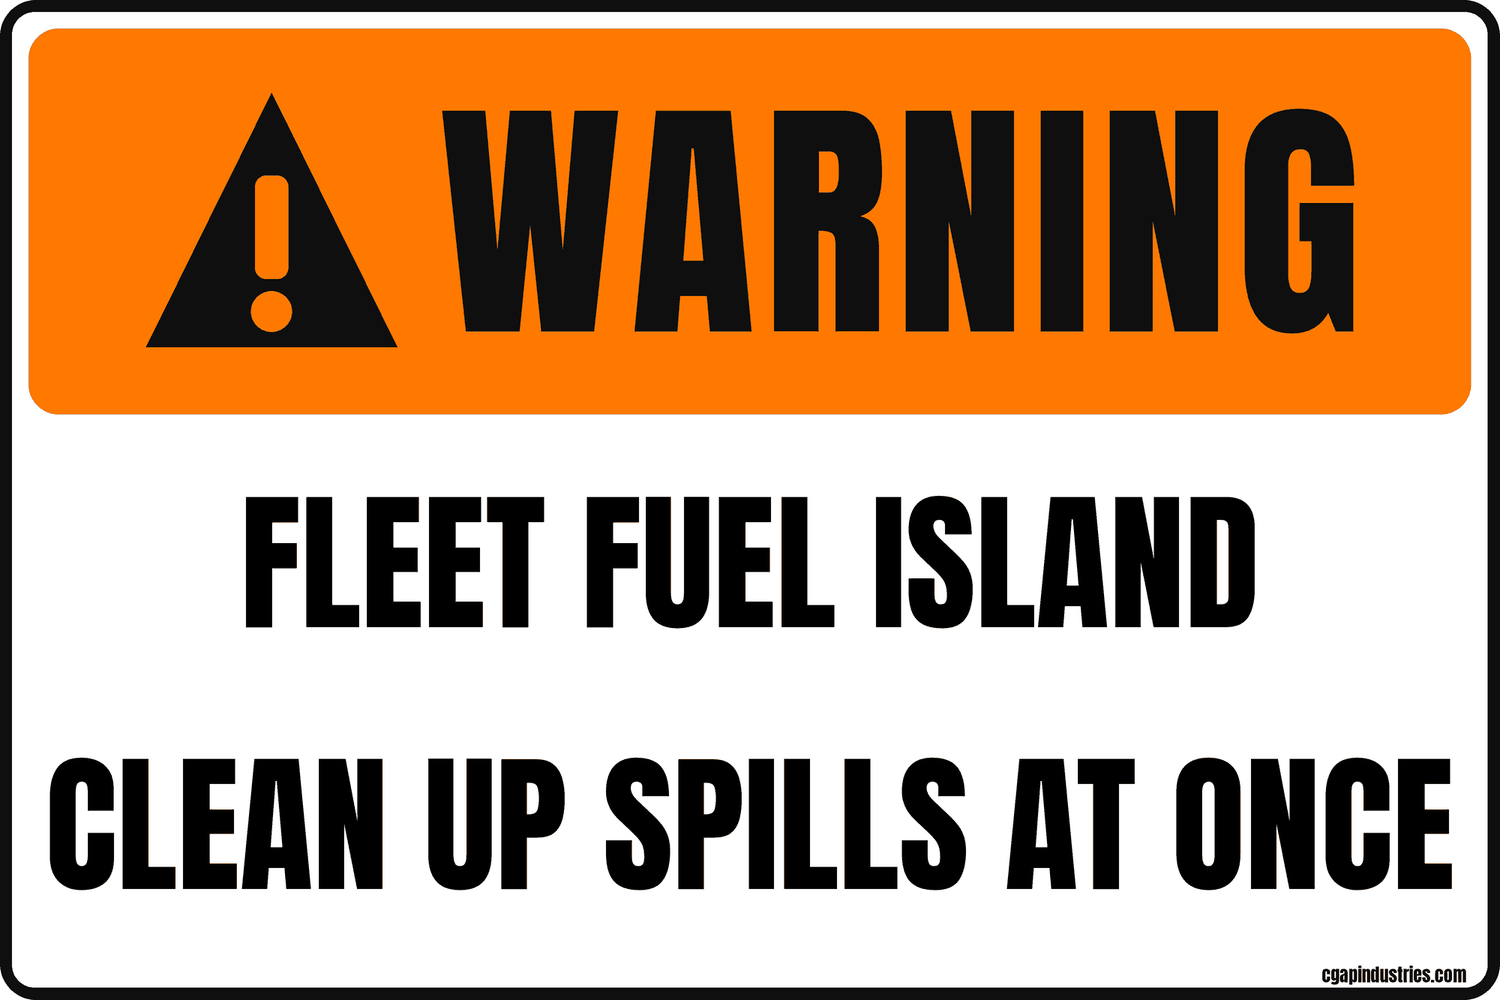 WARNING
FLEET FUEL ISLAND
CLEAN UP SPILLS AT ONCE
cgapindustries.com